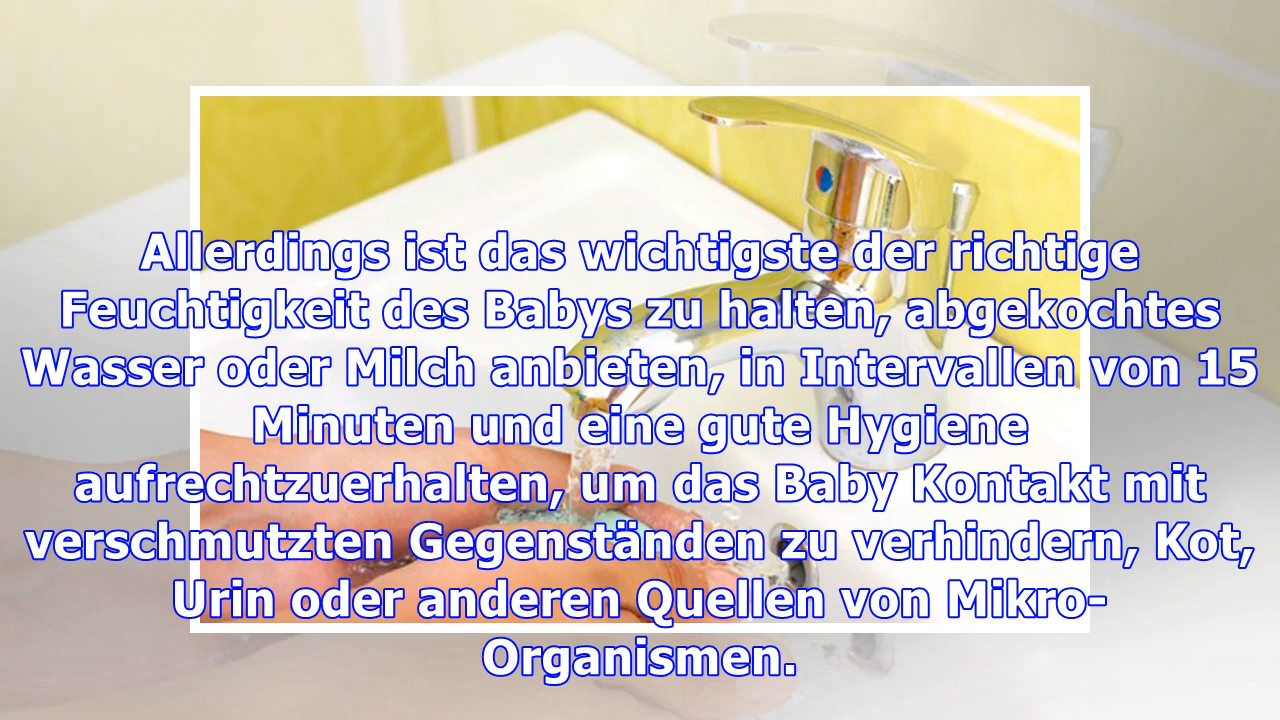 Allerdings ist das wichtigste der richtige
Feuchtigkeit des Babys zu halten, abgekochtes
Wasser oder Milch anbieten, in Intervallen von 15
Minuten und eine gute Hygiene
aufrechtzuerhalten, um das Baby Kontakt mit
verschmutzten Gegenständen zu verhindern, Kot,
Urin oder anderen Quellen von Mikro-
Organismen.